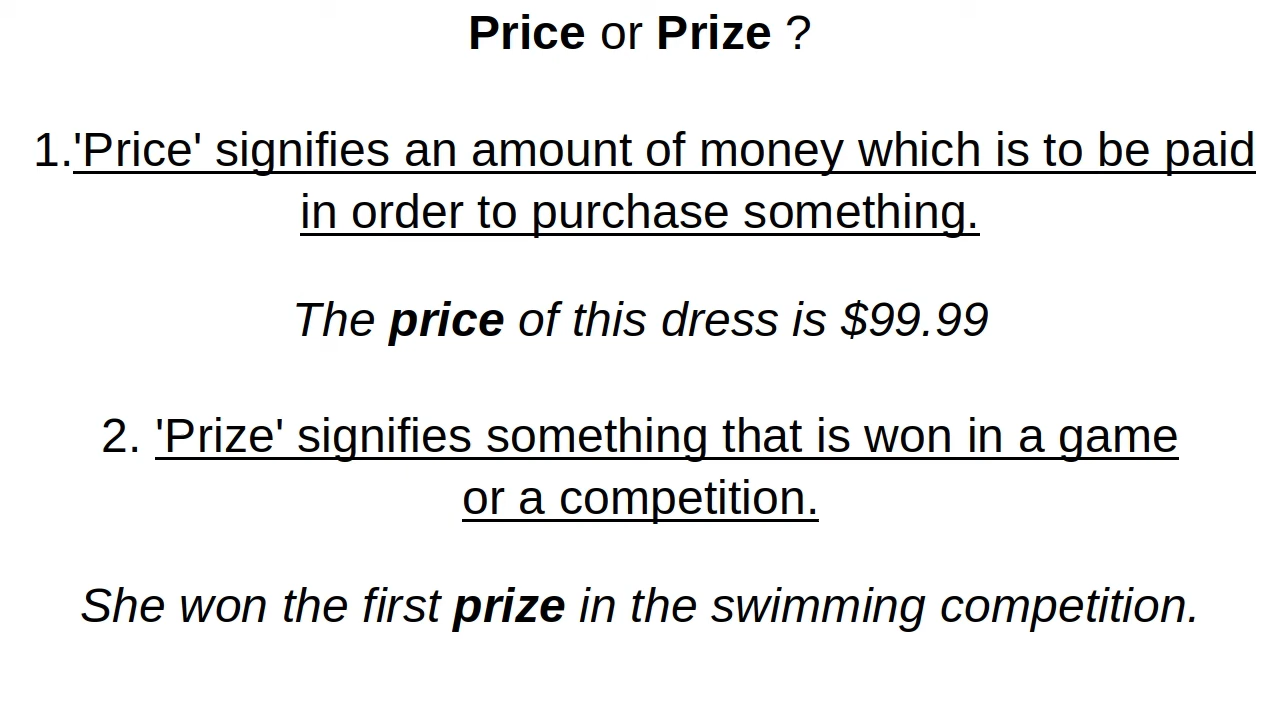 Price or Prize ?
1.'Price' signifies an amount of money which is to be paid
in order to purchase something.
The price of this dress is $99.99
2. 'Prize' signifies something that is won in a game
or a competition.
She won the first prize in the swimming competition.